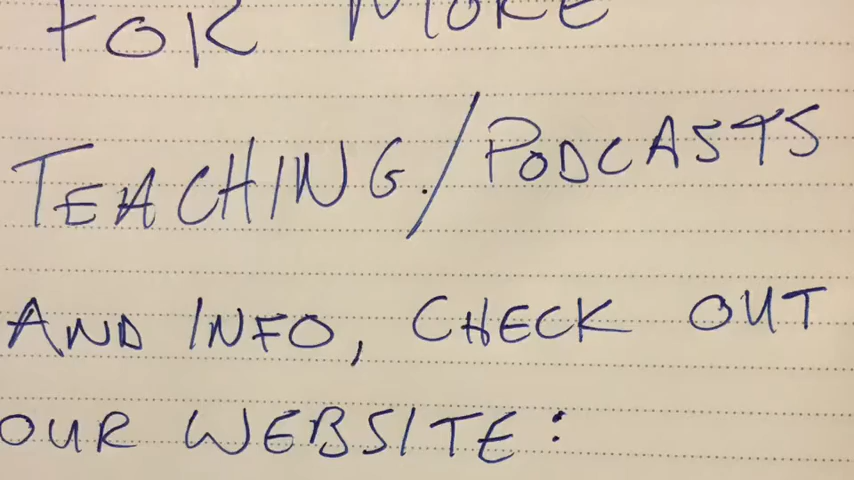 FOR MORE
TEACHING./PODCASTS
AND INFO, CHECK OUT
OUR WEBSITE: